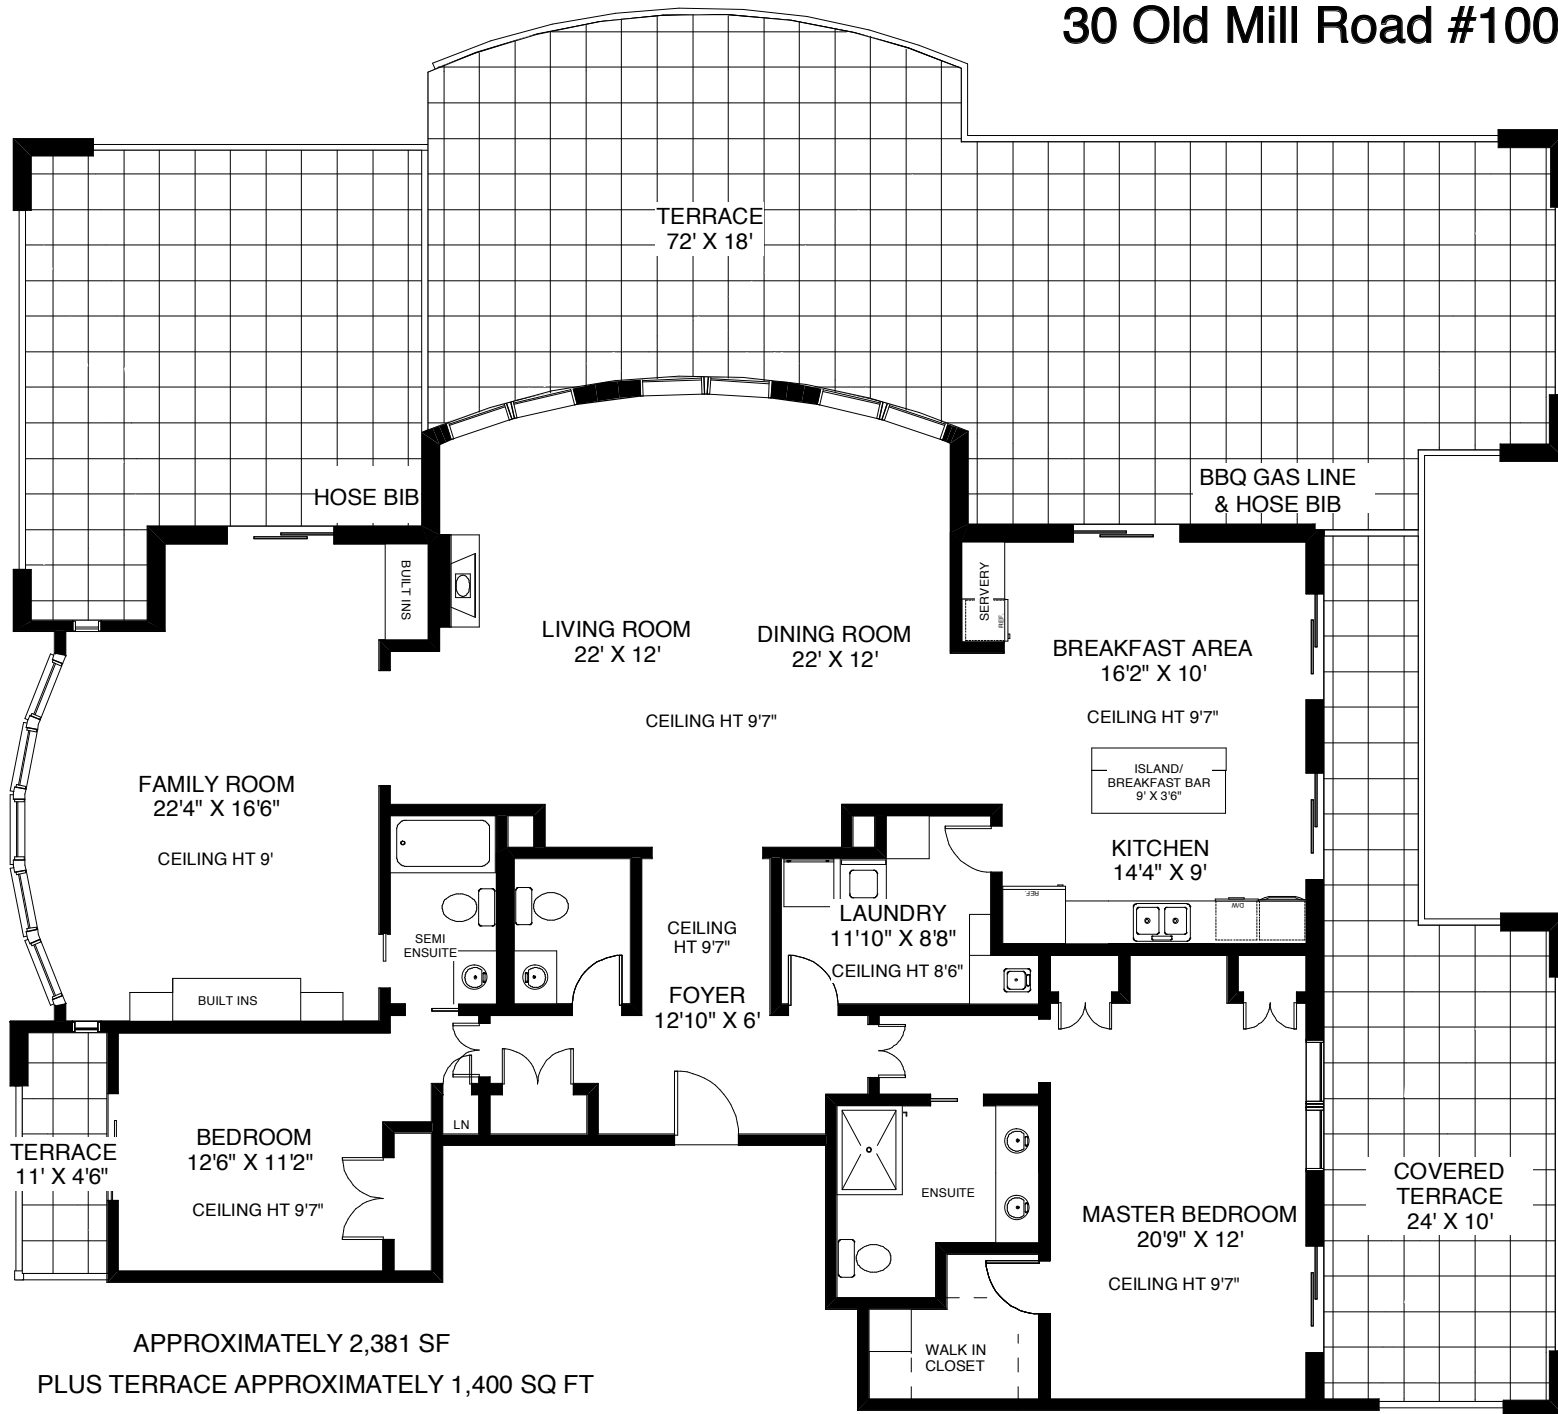 30 Old Mill Road #100
TERRACE
72' X 18'
HOSE BIB
BBQ GAS LINE
& HOSE BIB
BUILT INS
SERVERY
REF.
LIVING ROOM
22' X 12'
DINING ROOM
22' X 12'
CEILING HT 9'7"
BREAKFAST AREA
16'2" X 10'
CEILING HT 9'7"
ISLAND/
BREAKFAST BAR
9' X 3'6"
FAMILY ROOM
22'4" X 16'6"
CEILING HT 9'
KITCHEN
14'4" X 9'
REF.
D/W
SEMI
ENSUITE
CEILING
HT 9'7"
LAUNDRY
11'10" X 8'8"
CEILING HT 8'6"
BUILT INS
FOYER
12'10" X 6'
LN
TERRACE
11' X 4'6"
BEDROOM
12'6" X 11'2"
CEILING HT 9'7"
ENSUITE
MASTER BEDROOM
20'9" X 12'
CEILING HT 9'7"
COVERED
TERRACE
24' X 10'
WALK IN
CLOSET
APPROXIMATELY 2,381 SF
PLUS TERRACE APPROXIMATELY 1,400 SQ FT